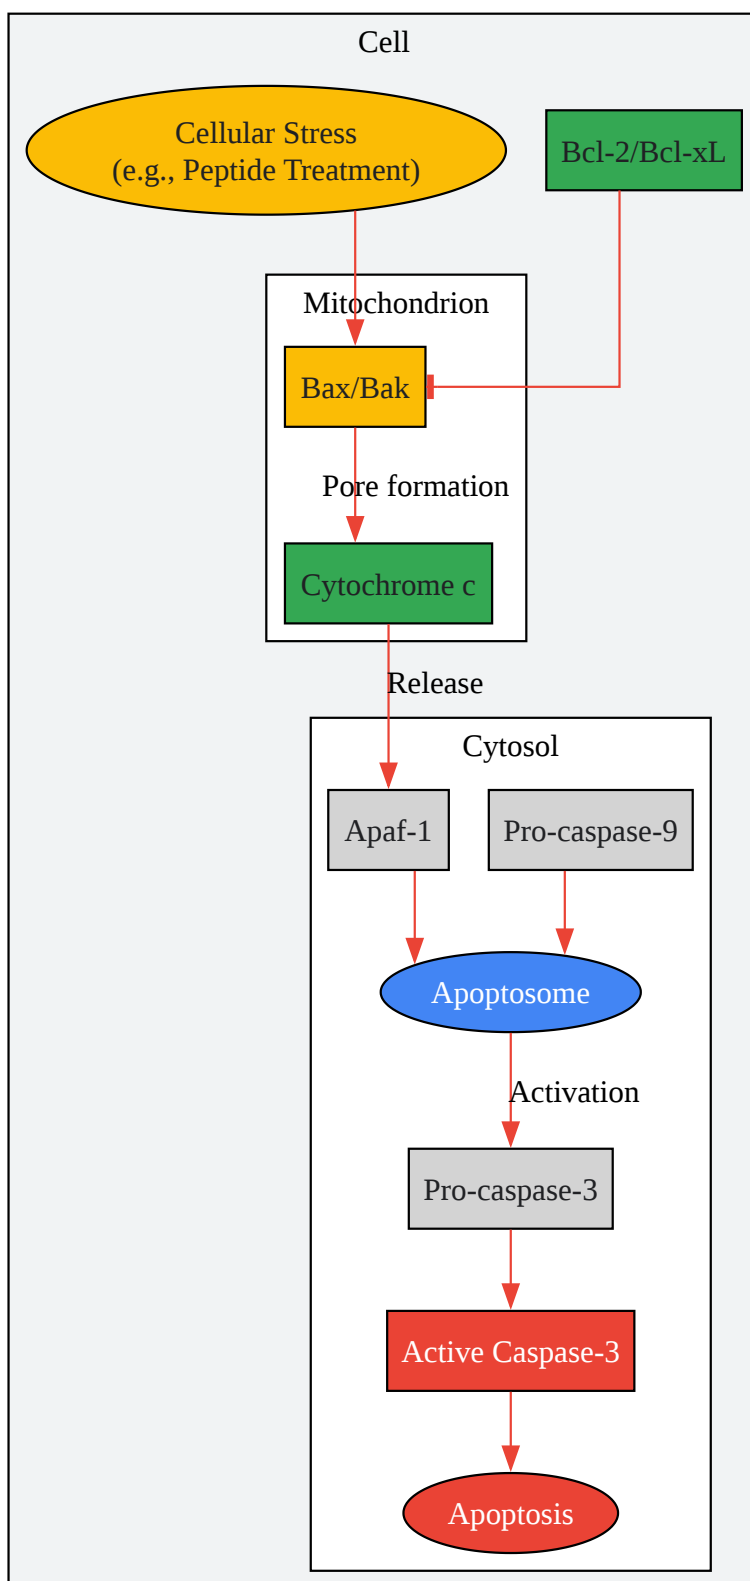 Cell
Cellular Stress
(e.g., Peptide Treatment)
Bcl-2/Bcl-xL
Mitochondrion
Bax/Bak
Pore formation
Cytochrome c
Release
Cytosol
Apaf-1
Pro-caspase-9
Apoptosome
Activation
Pro-caspase-3
Active Caspase-3
Apoptosis